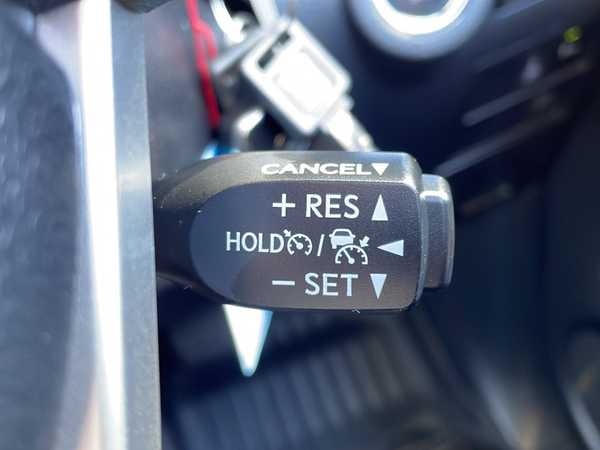 CANCEL▼
+ RES ▲
HOLD / ◀
− SET ▼